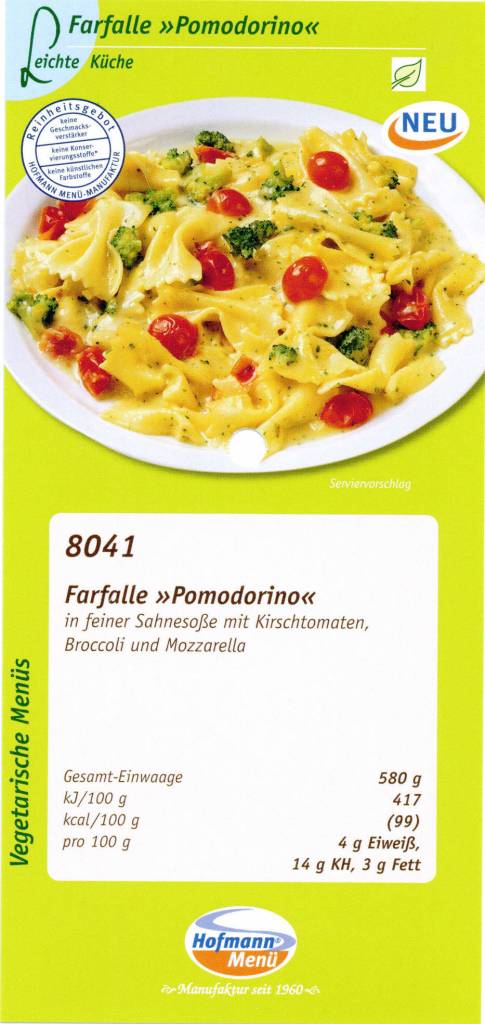 Farfalle »Pomodorino«
Leichte Küche
Reinheitsgebot
keine
Geschmacks-
verstärker
keine Konser-
vierungsstoffe*
keine künstlichen
Farbstoffe
HOFMANN MENÜ-MANUFAKTUR
NEU
Serviervorschlag
8041
Farfalle »Pomodorino«
in feiner Sahnesoße mit Kirschtomaten,
Broccoli und Mozzarella
Gesamt-Einwaage 580 g
kJ/100 g 417
kcal/100 g (99)
pro 100 g 4 g Eiweiß,
14 g KH, 3 g Fett
Vegetarische Menüs
Hofmann®
Menü
Manufaktur seit 1960